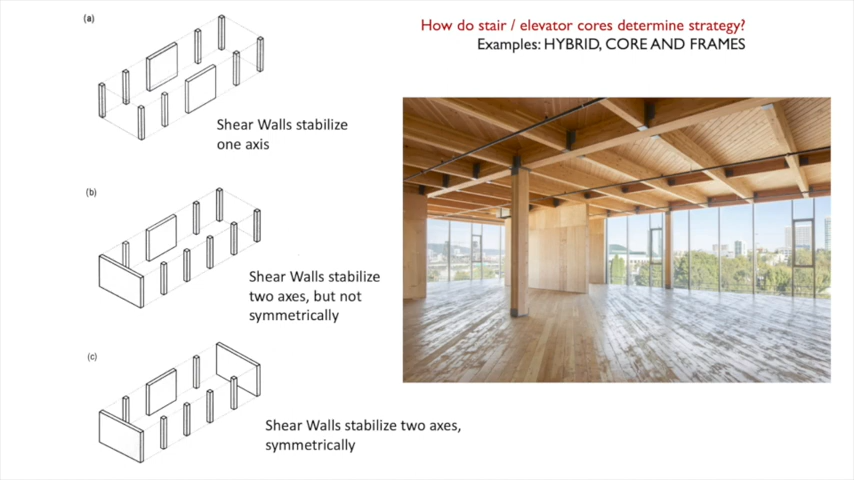 (a)
How do stair / elevator cores determine strategy?
Examples: HYBRID, CORE AND FRAMES
Shear Walls stabilize
one axis
(b)
Shear Walls stabilize
two axes, but not
symmetrically
(c)
Shear Walls stabilize two axes,
symmetrically